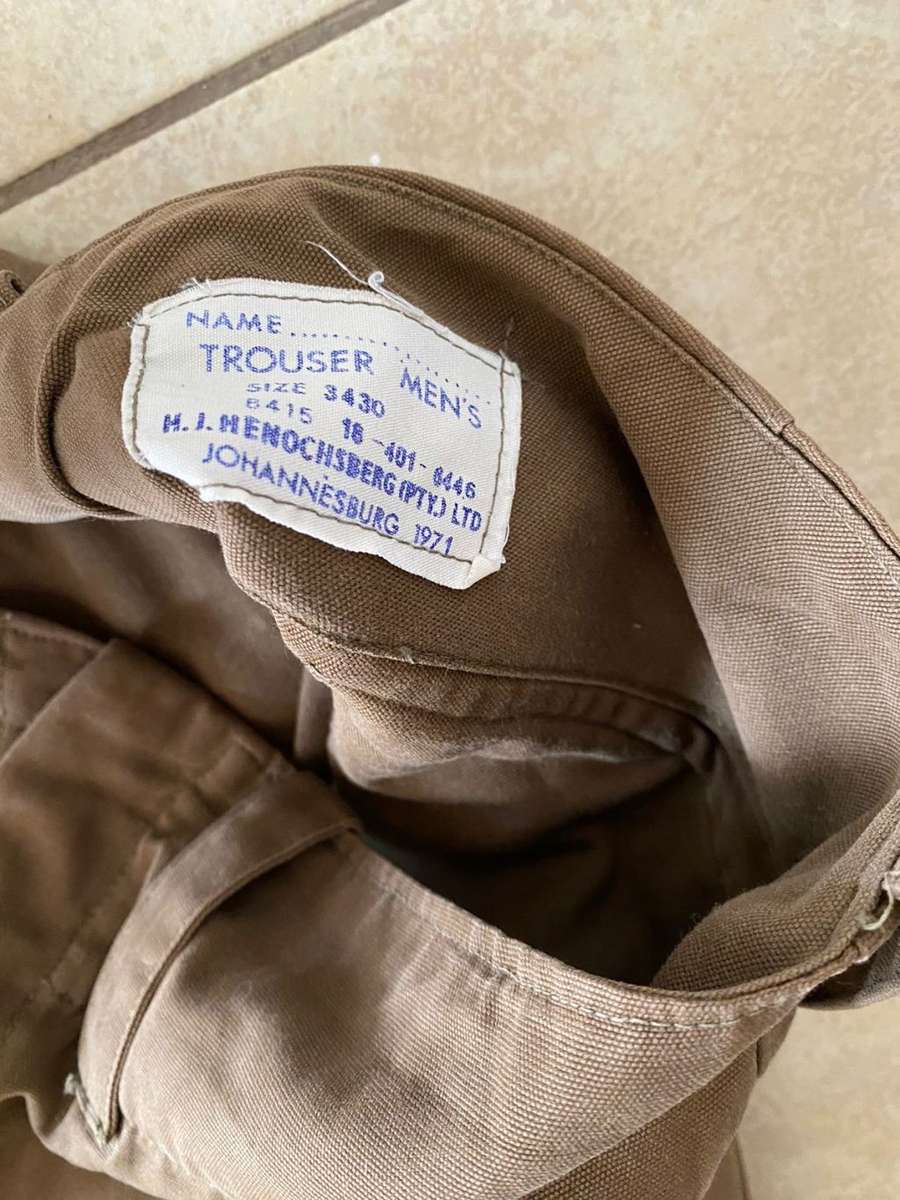 NAME....................
TROUSER MEN'S
SIZE 3430
8415 18-401-8446
H.J.HENOCHSBERG(PTY.) LTD
JOHANNESBURG 1971